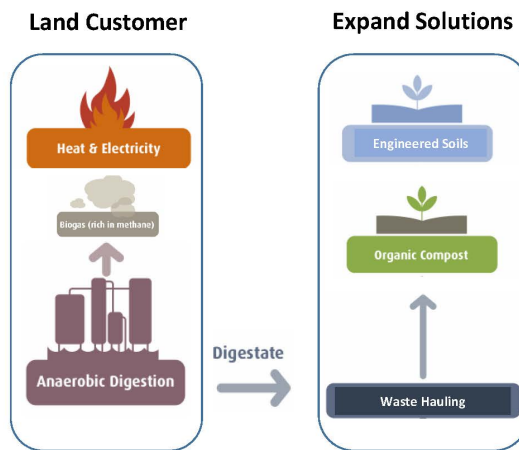 Land Customer
Expand Solutions
Heat & Electricity
Biogas (rich in methane)
Anaerobic Digestion
Digestate
Engineered Soils
Organic Compost
Waste Hauling